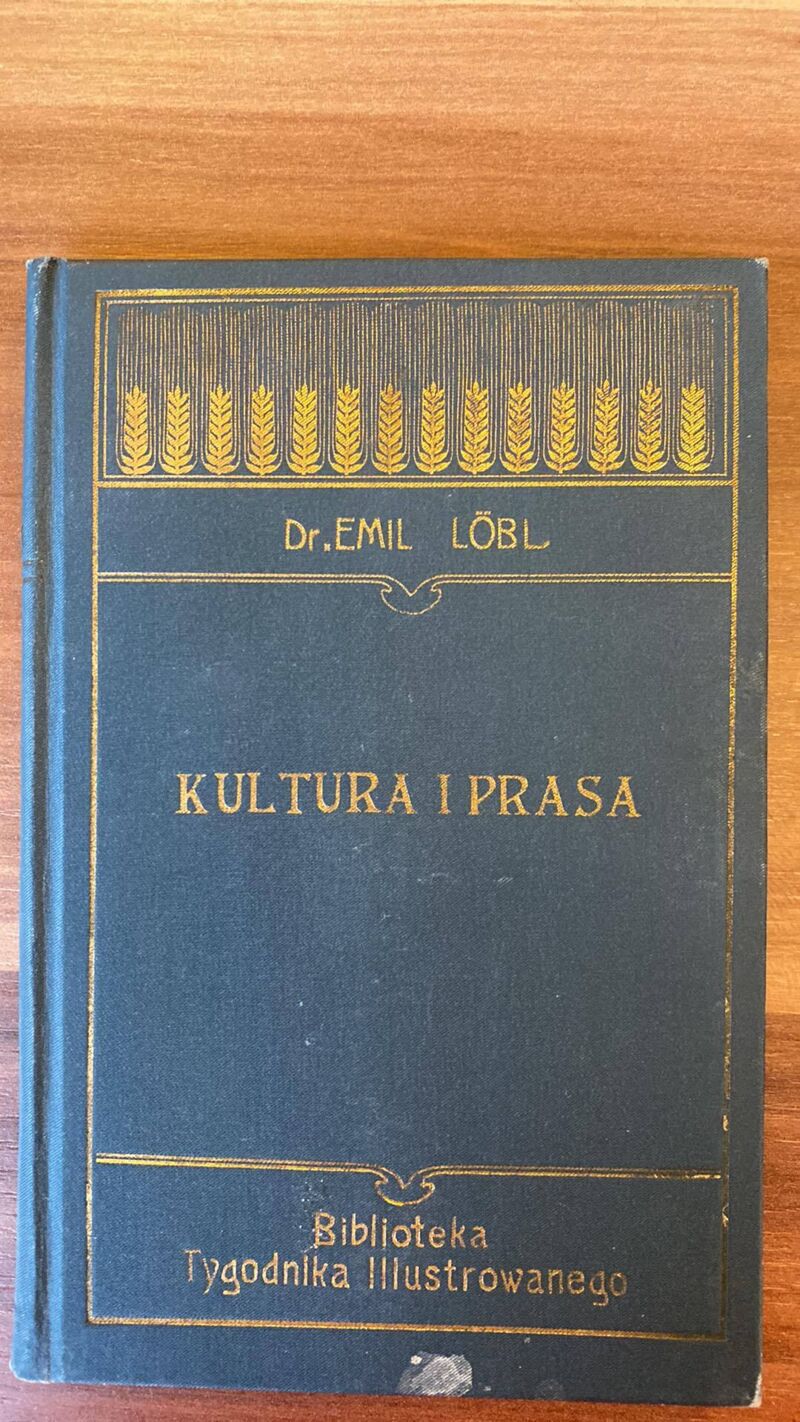 Dr. EMIL LÖBL
KULTURA I PRASA
Biblioteka
Tygodnika Illustrowanego